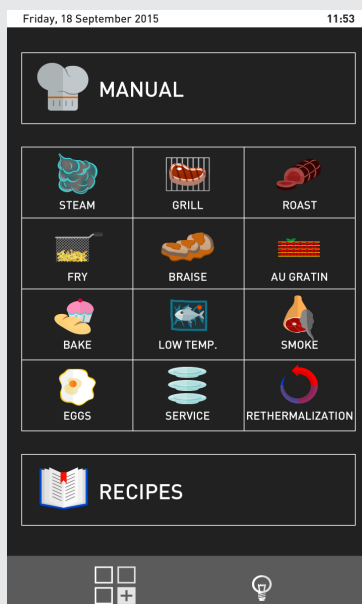 Friday, 18 September 2015 11:53
MANUAL
STEAM GRILL ROAST
FRY BRAISE AU GRATIN
BAKE LOW TEMP. SMOKE
EGGS SERVICE RETHERMALIZATION
RECIPES